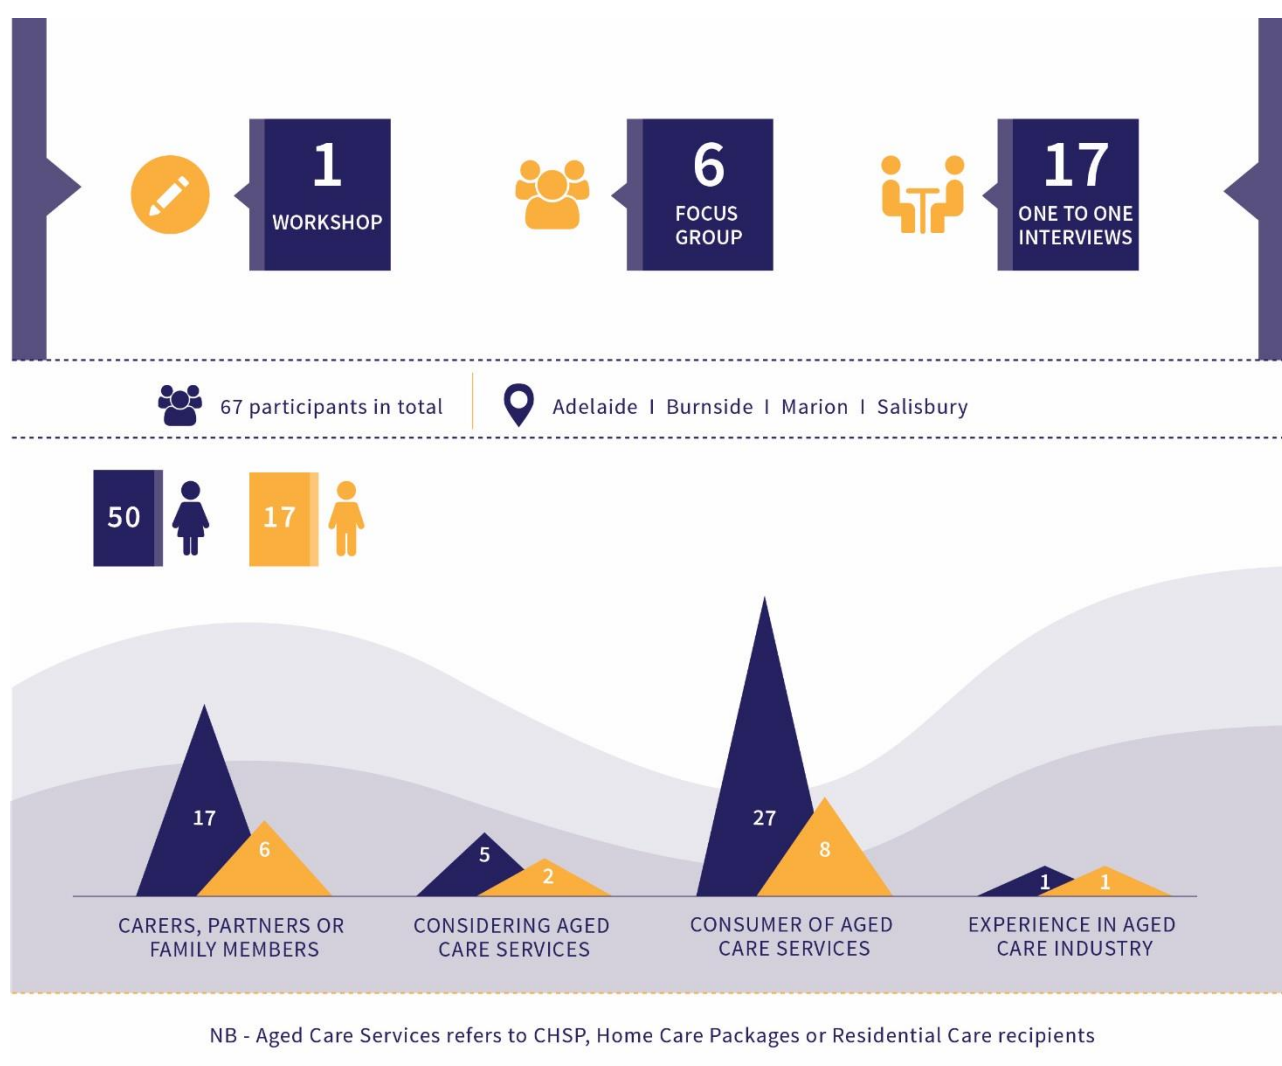 1
WORKSHOP
6
FOCUS
GROUP
17
ONE TO ONE
INTERVIEWS
67 participants in total
Adelaide I Burnside I Marion I Salisbury
50
17
17
6
5
2
27
8
1
1
CARERS, PARTNERS OR
FAMILY MEMBERS
CONSIDERING AGED
CARE SERVICES
CONSUMER OF AGED
CARE SERVICES
EXPERIENCE IN AGED
CARE INDUSTRY
NB - Aged Care Services refers to CHSP, Home Care Packages or Residential Care recipients